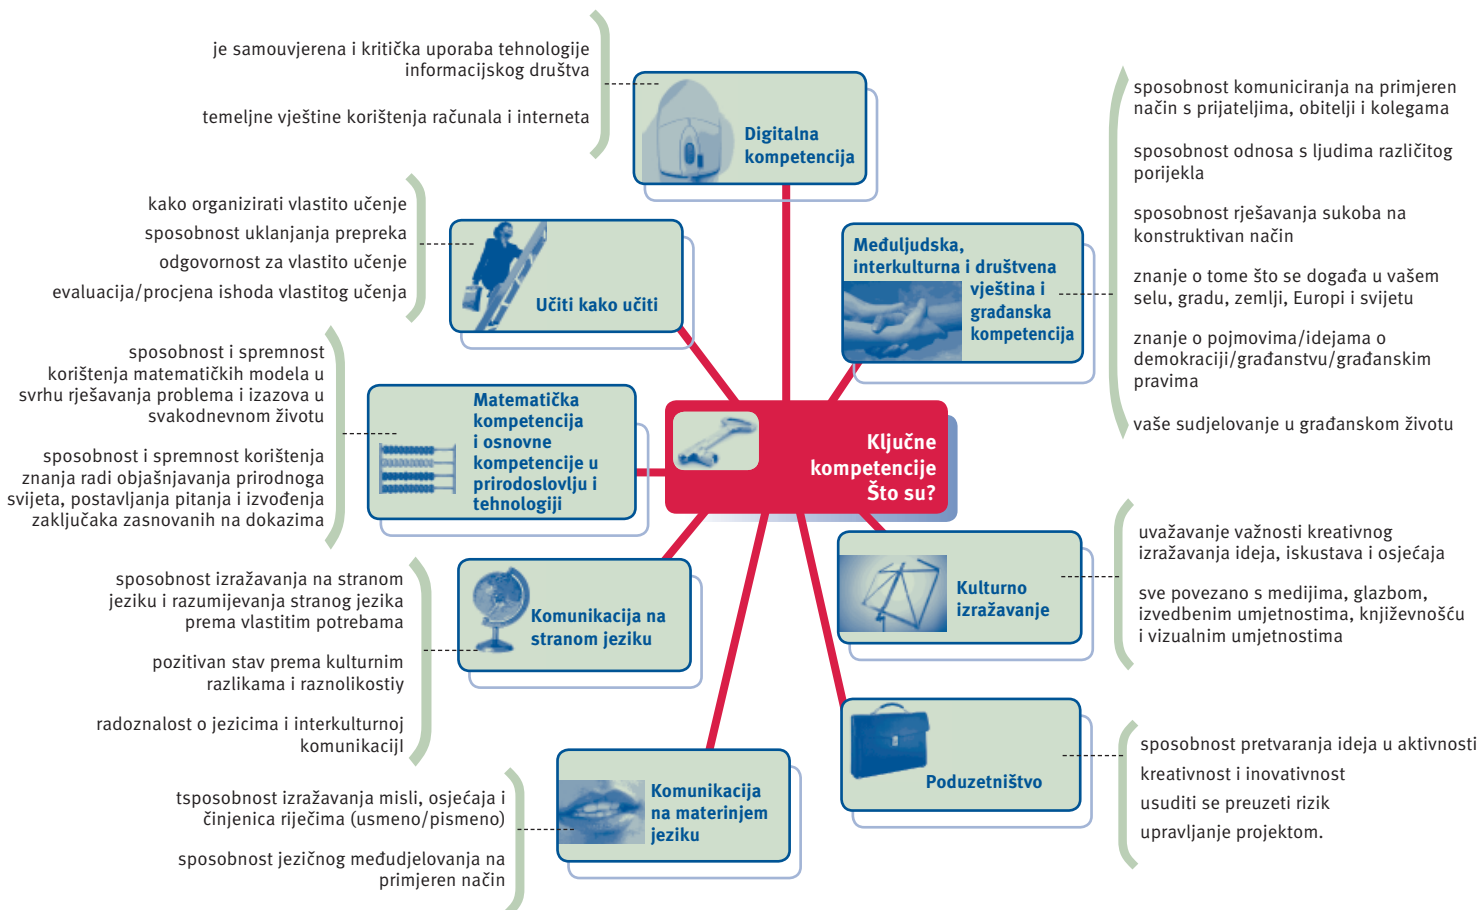 je samouvjerena i kritička uporaba tehnologije
informacijskog društva
temeljne vještine korištenja računala i interneta
Digitalna
kompetencija
kako organizirati vlastito učenje
sposobnost uklanjanja prepreka
odgovornost za vlastito učenje
evaluacija/procjena ishoda vlastitog učenja
Učiti kako učiti
sposobnost i spremnost
korištenja matematičkih modela u
svrhu rješavanja problema i izazova u
svakodnevnom životu
sposobnost i spremnost korištenja
znanja radi objašnjavanja prirodnoga
svijeta, postavljanja pitanja i izvođenja
zaključaka zasnovanih na dokazima
Matematička
kompetencija
i osnovne
kompetencije u
prirodoslovlju i
tehnologiji
sposobnost izražavanja na stranom
jeziku i razumijevanja stranog jezika
prema vlastitim potrebama
pozitivan stav prema kulturnim
razlikama i raznolikostiy
radoznalost o jezicima i interkulturnoj
komunikacijI
Komunikacija na
stranom jeziku
tsposobnost izražavanja misli, osjećaja i
činjenica riječima (usmeno/pismeno)
sposobnost jezičnog međudjelovanja na
primjeren način
Komunikacija
na materinjem
jeziku
Ključne
kompetencije
Što su?
Međuljudska,
interkulturna i društvena
vještina i
građanska
kompetencija
sposobnost komuniciranja na primjeren
način s prijateljima, obitelji i kolegama
sposobnost odnosa s ljudima različitog
porijekla
sposobnost rješavanja sukoba na
konstruktivan način
znanje o tome što se događa u vašem
selu, gradu, zemlji, Europi i svijetu
znanje o pojmovima/idejama o
demokraciji/građanstvu/građanskim
pravima
vaše sudjelovanje u građanskom životu
Kulturno
izražavanje
uvažavanje važnosti kreativnog
izražavanja ideja, iskustava i osjećaja
sve povezano s medijima, glazbom,
izvedbenim umjetnostima, književnošću
i vizualnim umjetnostima
Poduzetništvo
sposobnost pretvaranja ideja u aktivnosti
kreativnost i inovativnost
usuditi se preuzeti rizik
upravljanje projektom.